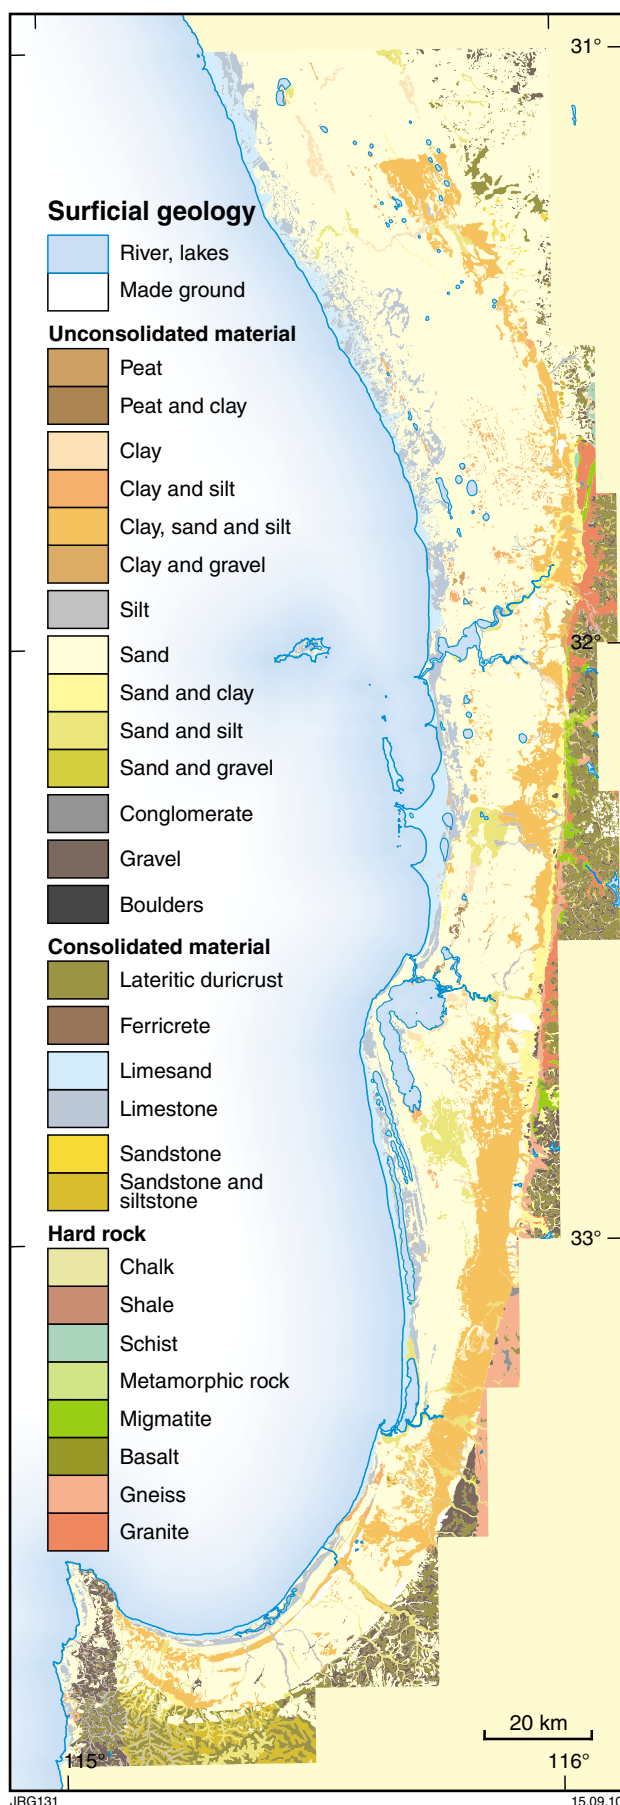 31°
Surficial geology
River, lakes
Made ground
Unconsolidated material
Peat
Peat and clay
Clay
Clay and silt
Clay, sand and silt
Clay and gravel
Silt
32°
Sand
Sand and clay
Sand and silt
Sand and gravel
Conglomerate
Gravel
Boulders
Consolidated material
Lateritic duricrust
Ferricrete
Limesand
Limestone
Sandstone
Sandstone and
siltstone
Hard rock
33°
Chalk
Shale
Schist
Metamorphic rock
Migmatite
Basalt
Gneiss
Granite
20 km
115°
116°
JRG131
15.09.10